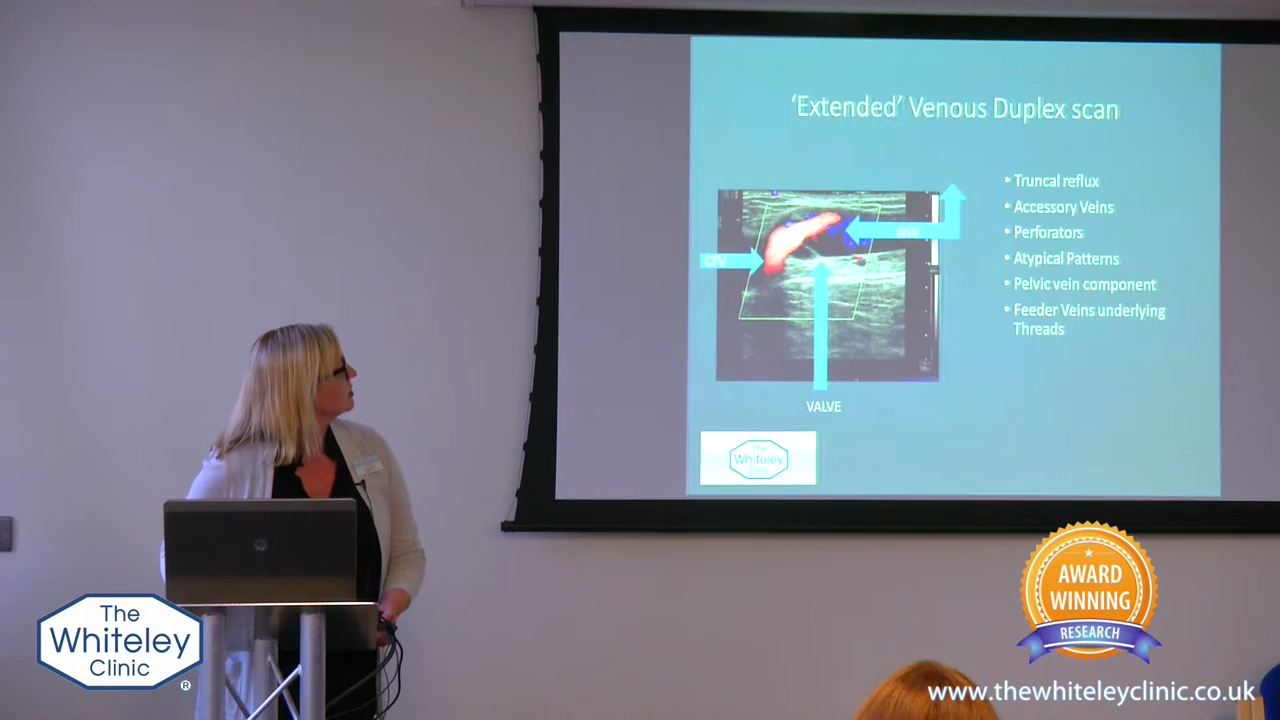 ‘Extended’ Venous Duplex scan
• Truncal reflux
• Accessory Veins
• Perforators
• Atypical Patterns
• Pelvic vein component
• Feeder Veins underlying
Threads
GSV
CFV
VALVE
The
Whiteley
Clinic
The
Whiteley
Clinic
®
AWARD
WINNING
RESEARCH
www.thewhiteleyclinic.co.uk